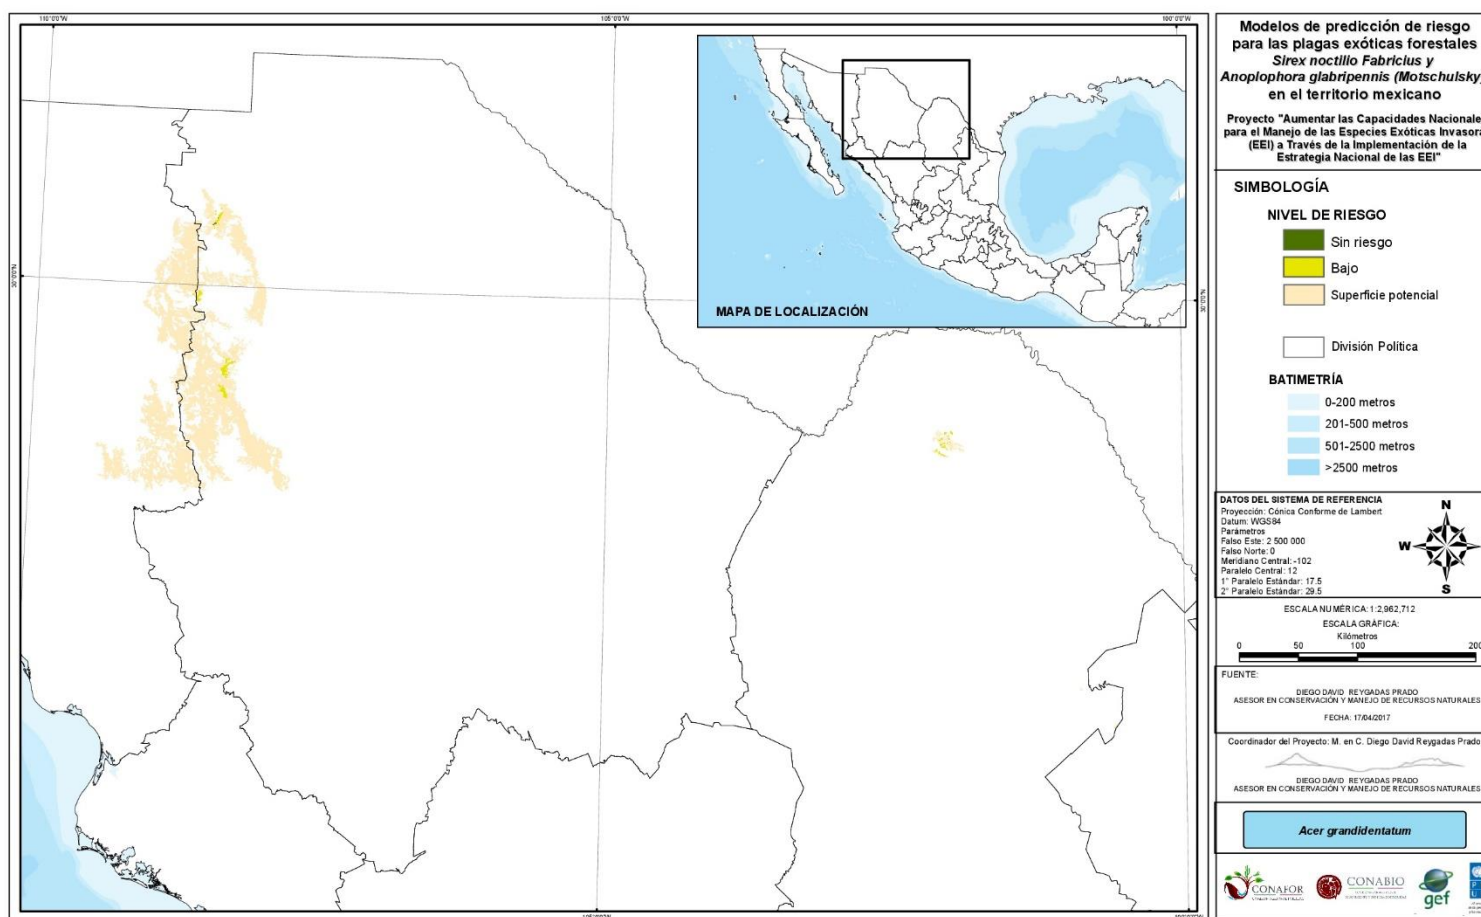 110°0'0"W
105°0'0"W
100°0'0"W
30°0'0"N
30°0'0"N
MAPA DE LOCALIZACIÓN
105°0'0"W
100°0'0"W
Modelos de predicción de riesgo
para las plagas exóticas forestales
Sirex noctilio Fabricius y
Anoplophora glabripennis (Motschulsky)
en el territorio mexicano
Proyecto "Aumentar las Capacidades Nacionale
para el Manejo de las Especies Exóticas Invasora
(EEI) a Través de la Implementación de la
Estrategia Nacional de las EEI"
SIMBOLOGÍA
NIVEL DE RIESGO
Sin riesgo
Bajo
Superficie potencial
División Política
BATIMETRÍA
0-200 metros
201-500 metros
501-2500 metros
>2500 metros
DATOS DEL SISTEMA DE REFERENCIA
Proyección: Cónica Conforme de Lambert
Datum: WGS84
Parámetros
Falso Este: 2 500 000
Falso Norte: 0
Meridiano Central: -102
Paralelo Central: 12
1° Paralelo Estándar: 17.5
2° Paralelo Estándar: 29.5
N
W
S
ESCALA NUMÉRICA: 1:2,962,712
ESCALA GRÁFICA:
Kilómetros
0 50 100 200
FUENTE:
DIEGO DAVID REYGADAS PRADO
ASESOR EN CONSERVACIÓN Y MANEJO DE RECURSOS NATURALES
FECHA: 17/04/2017
Coordinador del Proyecto: M. en C. Diego David Reygadas Prado
DIEGO DAVID REYGADAS PRADO
ASESOR EN CONSERVACIÓN Y MANEJO DE RECURSOS NATURALES
Acer grandidentatum
CONAFOR
CONABIO
gef
P
U